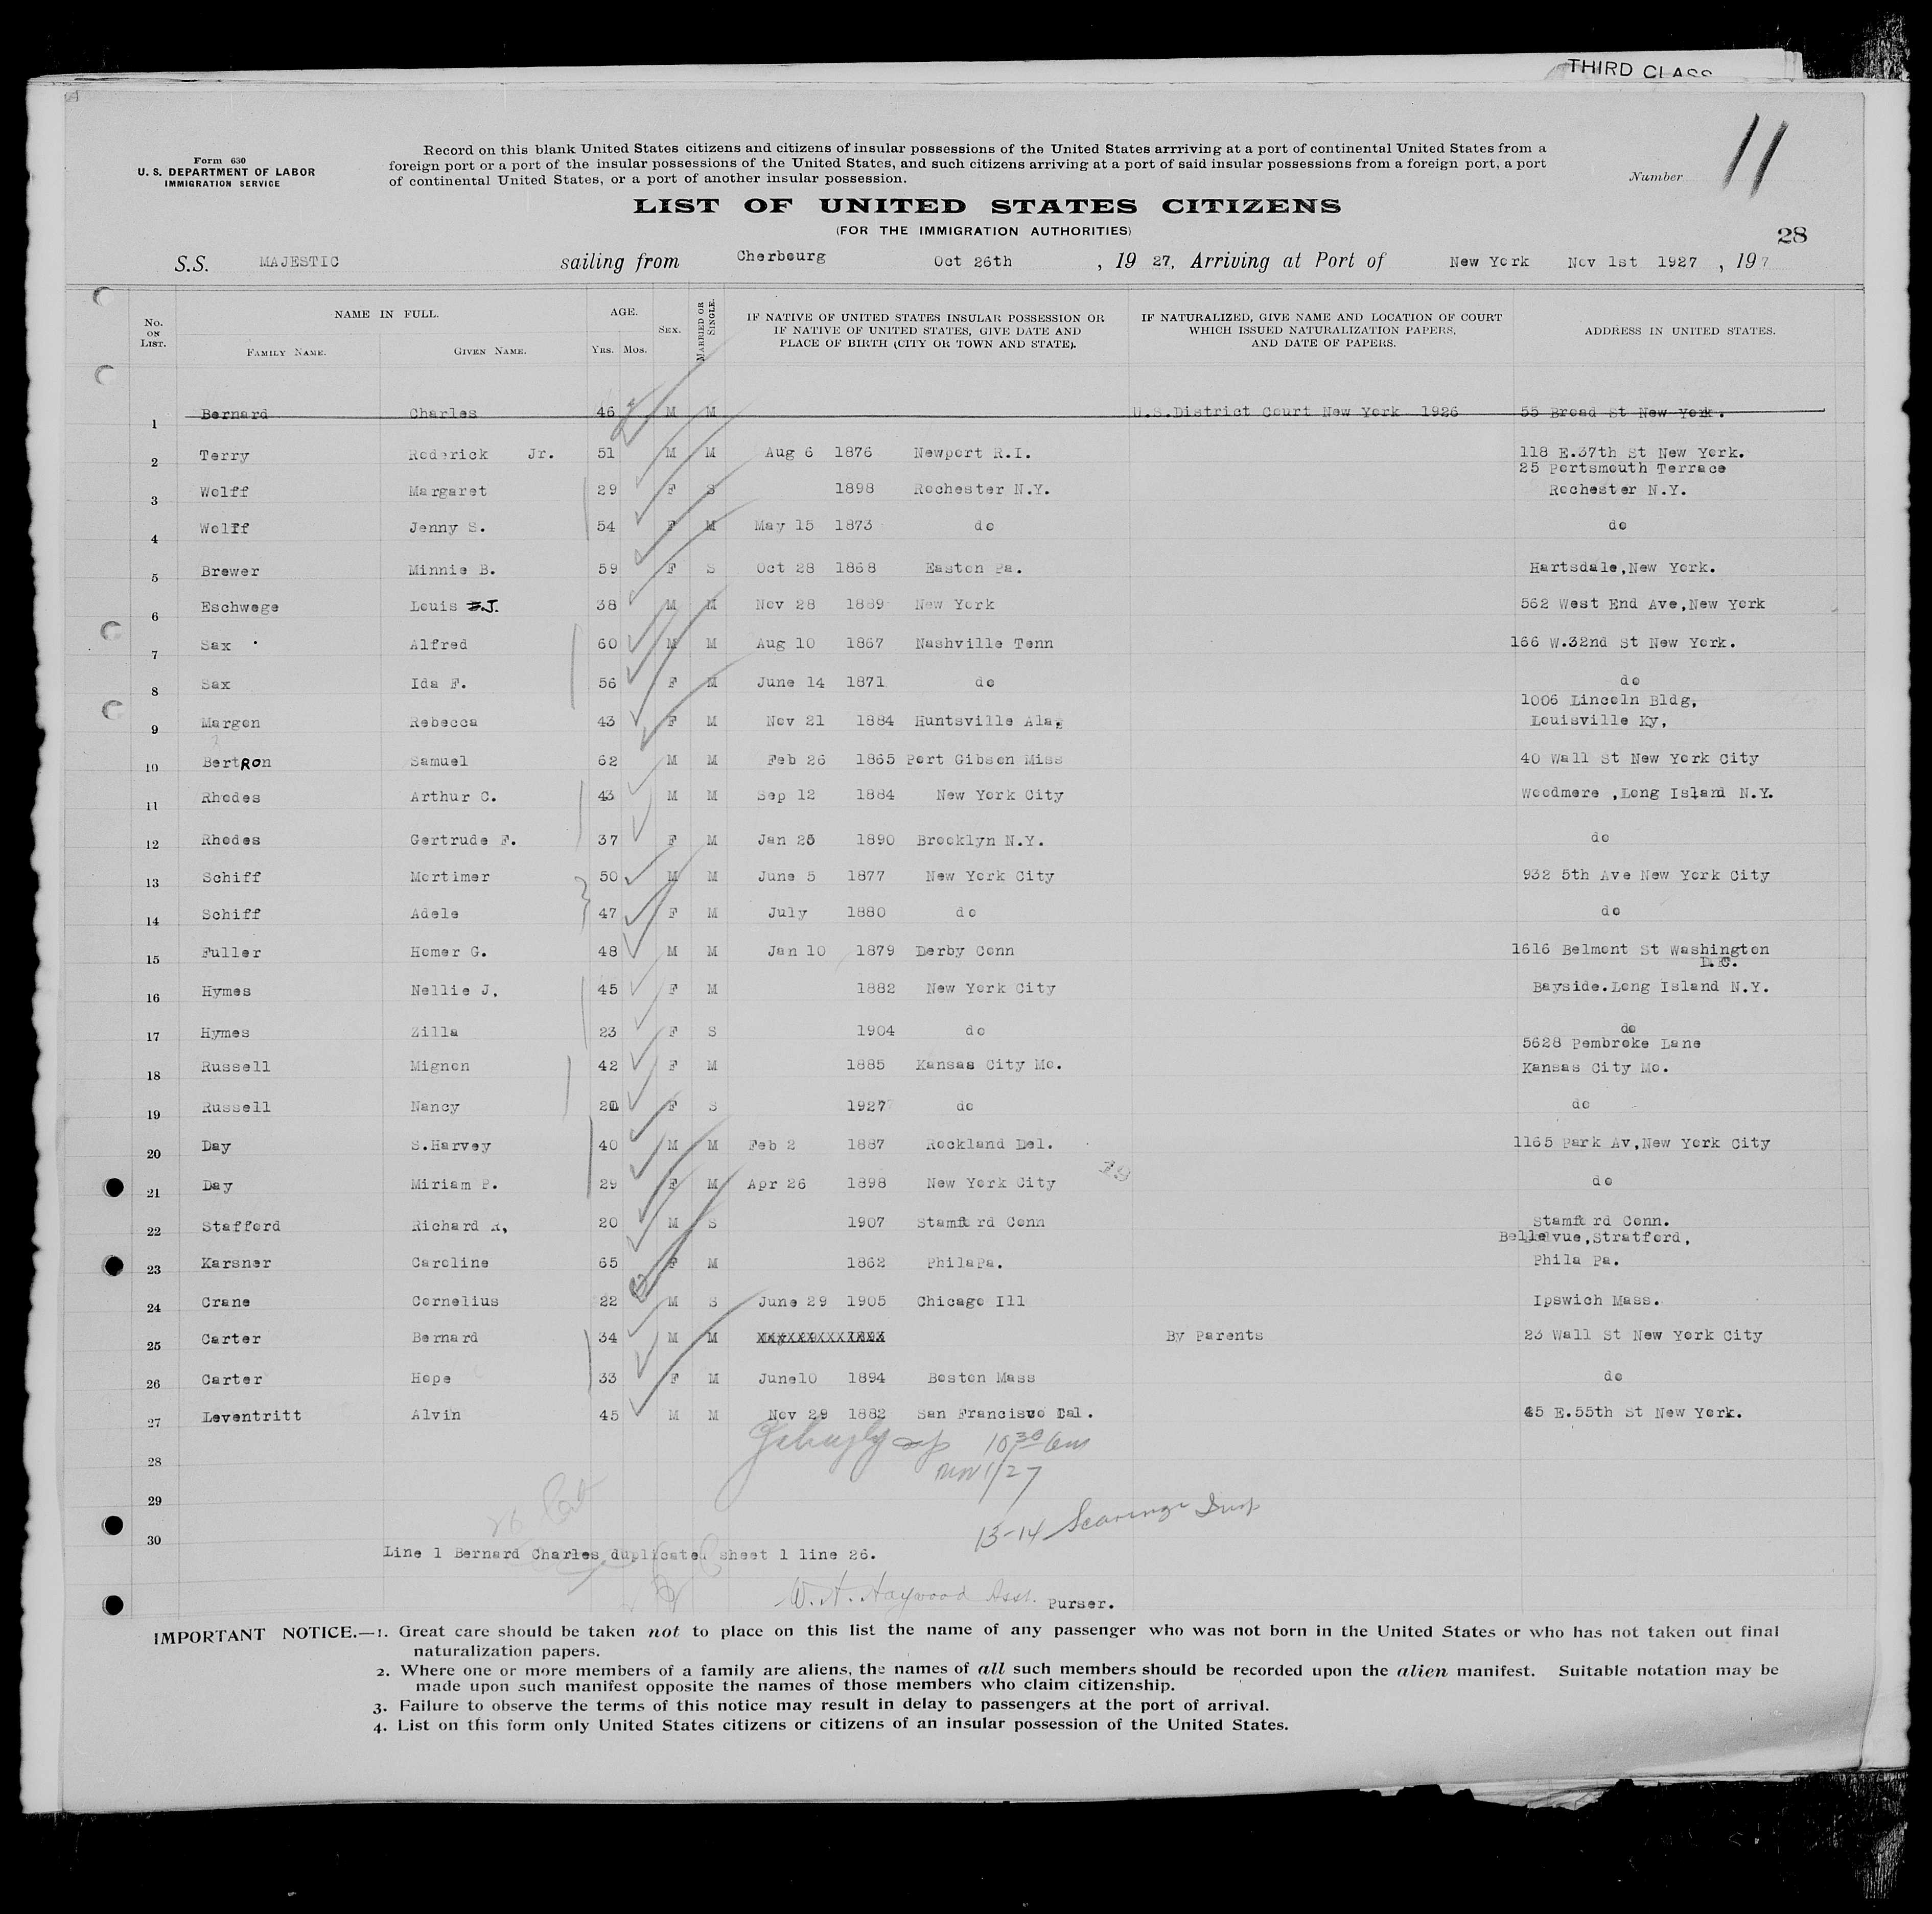 THIRD CLASS
Form 630
U. S. DEPARTMENT OF LABOR
IMMIGRATION SERVICE
Record on this blank United States citizens and citizens of insular possessions of the United States arrriving at a port of continental United States from a
foreign port or a port of the insular possessions of the United States, and such citizens arriving at a port of said insular possessions from a foreign port, a port
of continental United States, or a port of another insular possession.
Number 11
LIST OF UNITED STATES CITIZENS
(FOR THE IMMIGRATION AUTHORITIES)
28
S.S. MAJESTIC sailing from Cherbourg Oct 26th , 19 27, Arriving at Port of New York Nov 1st 1927 , 197
No. ON LIST. NAME IN FULL. FAMILY NAME. GIVEN NAME. AGE. YRS. MOS. SEX. MARRIED OR SINGLE. IF NATIVE OF UNITED STATES INSULAR POSSESSION OR IF NATIVE OF UNITED STATES, GIVE DATE AND PLACE OF BIRTH (CITY OR TOWN AND STATE). IF NATURALIZED, GIVE NAME AND LOCATION OF COURT WHICH ISSUED NATURALIZATION PAPERS, AND DATE OF PAPERS. ADDRESS IN UNITED STATES.
1 Bernard Charles 46 M M U.S.District Court New York 1926 55 Broad St New York.
2 Terry Roderick Jr. 51 M M Aug 6 1876 Newport R.I. 118 E.37th St New York.
25 Portsmouth Terrace
3 Wolff Margaret 29 F S 1898 Rochester N.Y. Rochester N.Y.
4 Wolff Jenny S. 54 F M May 15 1873 do do
5 Brewer Minnie B. 59 F S Oct 28 1868 Easton Pa. Hartsdale,New York.
6 Eschwege Louis J. 38 M M Nov 28 1889 New York 562 West End Ave,New York
7 Sax Alfred 60 M M Aug 10 1867 Nashville Tenn 166 W.32nd St New York.
8 Sax Ida F. 56 F M June 14 1871 do do
1006 Lincoln Bldg,
9 Margon Rebecca 43 F M Nov 21 1884 Huntsville Ala, Louisville Ky,
10 BertRon Samuel 62 M M Feb 26 1865 Port Gibson Miss 40 Wall St New York City
11 Rhodes Arthur C. 43 M M Sep 12 1884 New York City Woodmere ,Long Island N.Y.
12 Rhodes Gertrude F. 37 F M Jan 25 1890 Brooklyn N.Y. do
13 Schiff Mortimer 50 M M June 5 1877 New York City 932 5th Ave New York City
14 Schiff Adele 47 F M July 1880 do do
15 Fuller Homer G. 48 M M Jan 10 1879 Derby Conn 1616 Belmont St Washington
D.C.
16 Hymes Nellie J, 45 F M 1882 New York City Bayside.Long Island N.Y.
17 Hymes Zilla 23 F S 1904 do do
5628 Pembroke Lane
18 Russell Mignon 42 F M 1885 Kansas City Mo. Kansas City Mo.
19 Russell Nancy F S 1927 do do
20 Day S.Harvey 40 M M Feb 2 1887 Rockland Del. 1165 Park Av,New York City
21 Day Miriam P. 29 F M Apr 26 1898 New York City do
22 Stafford Richard R, 20 M S 1907 Stamford Conn Stamford Conn.
Bellevue,Stratford,
23 Karsner Caroline 65 F M 1862 PhilaPa. Phila Pa.
24 Crane Cornelius 22 M S June 29 1905 Chicago Ill Ipswich Mass.
25 Carter Bernard 34 M M By Parents 23 Wall St New York City
26 Carter Hope 33 F M June10 1894 Boston Mass do
27 Leventritt Alvin 45 M M Nov 29 1882 San Francisco Cal. 45 E.55th St New York.
10 30 am
28 Nov 1/27
29
13-14
30
Line 1 Bernard Charles duplicated sheet 1 line 26.
W. H. Haywood Asst. Purser.
IMPORTANT NOTICE.—1. Great care should be taken not to place on this list the name of any passenger who was not born in the United States or who has not taken out final
naturalization papers.
2. Where one or more members of a family are aliens, the names of all such members should be recorded upon the alien manifest. Suitable notation may be
made upon such manifest opposite the names of those members who claim citizenship.
3. Failure to observe the terms of this notice may result in delay to passengers at the port of arrival.
4. List on this form only United States citizens or citizens of an insular possession of the United States.